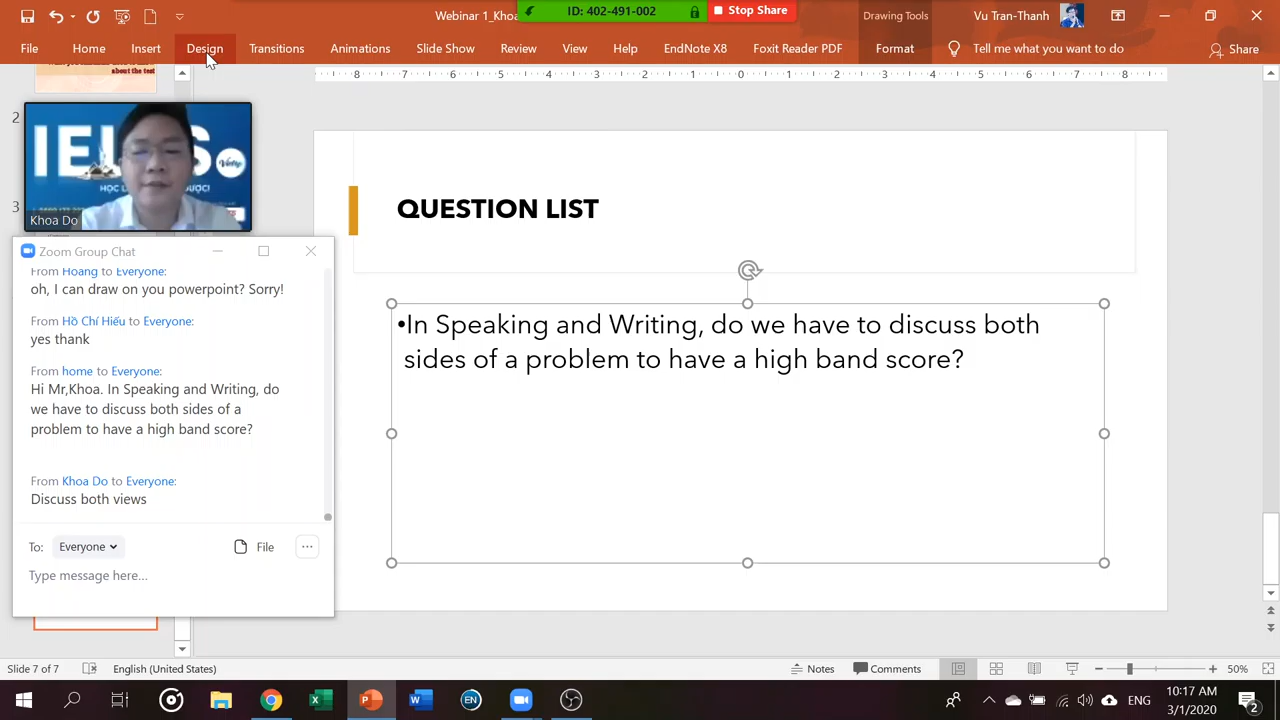 Webinar 1_Khoa
ID: 402-491-002
Stop Share
Drawing Tools
Vu Tran-Thanh
File
Home
Insert
Design
Transitions
Animations
Slide Show
Review
View
Help
EndNote X8
Foxit Reader PDF
Format
Tell me what you want to do
Share
about the test
8 7 6 5 4 3 2 1 0 1 2 3 4 5 6 7 8
2
3
IELTS
Vietop
Khoa Do
QUESTION LIST
•In Speaking and Writing, do we have to discuss both
sides of a problem to have a high band score?
Zoom Group Chat
From Hoang to Everyone:
oh, I can draw on you powerpoint? Sorry!
From Hồ Chí Hiếu to Everyone:
yes thank
From home to Everyone:
Hi Mr,Khoa. In Speaking and Writing, do
we have to discuss both sides of a
problem to have a high band score?
From Khoa Do to Everyone:
Discuss both views
To: Everyone
File
Type message here...
Slide 7 of 7
English (United States)
Notes
Comments
50%
EN
ENG
10:17 AM
3/1/2020
2